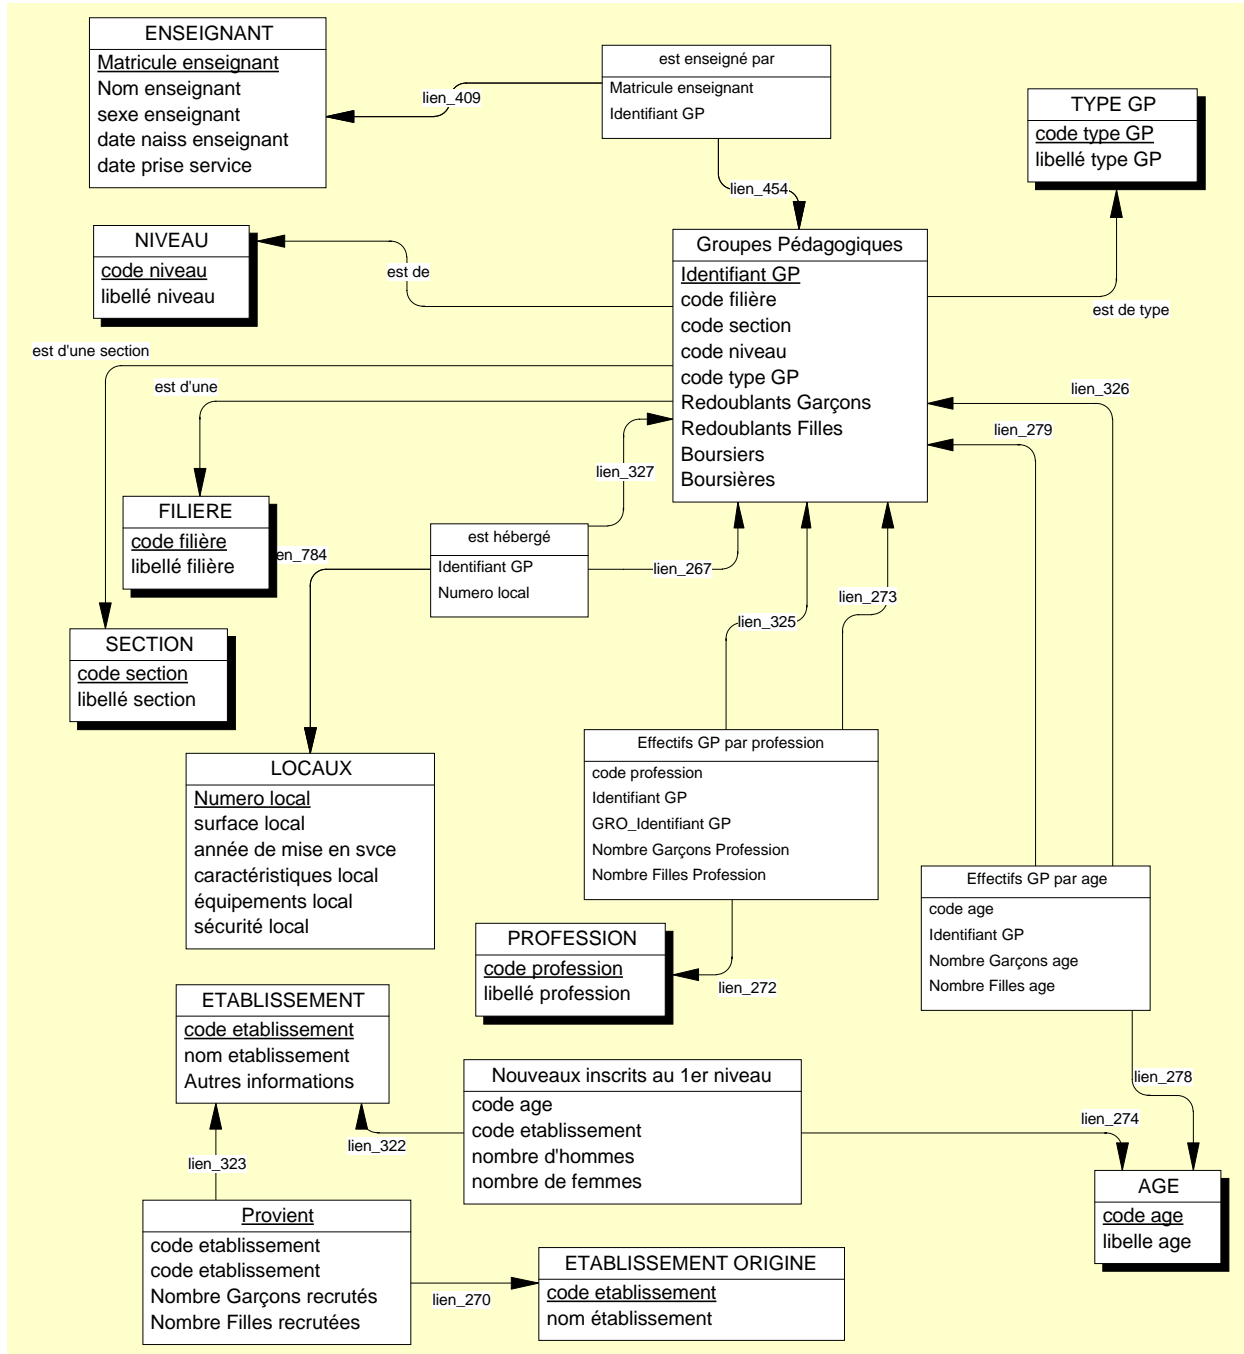 ENSEIGNANT
Matricule enseignant
Nom enseignant
sexe enseignant
date naiss enseignant
date prise service
lien_409
est enseigné par
Matricule enseignant
Identifiant GP
lien_454
TYPE GP
code type GP
libellé type GP
NIVEAU
code niveau
libellé niveau
est de
Groupes Pédagogiques
Identifiant GP
code filière
code section
code niveau
code type GP
Redoublants Garçons
Redoublants Filles
Boursiers
Boursières
est de type
est d'une section
est d'une
lien_326
lien_279
lien_327
FILIERE
code filière
libellé filière
en_784
est hébergé
Identifiant GP
Numero local
lien_267
lien_273
lien_325
SECTION
code section
libellé section
LOCAUX
Numero local
surface local
année de mise en svce
caractéristiques local
équipements local
sécurité local
Effectifs GP par profession
code profession
Identifiant GP
GRO_Identifiant GP
Nombre Garçons Profession
Nombre Filles Profession
Effectifs GP par age
code age
Identifiant GP
Nombre Garçons age
Nombre Filles age
PROFESSION
code profession
libellé profession
lien_272
ETABLISSEMENT
code etablissement
nom etablissement
Autres informations
Nouveaux inscrits au 1er niveau
code age
code etablissement
nombre d'hommes
nombre de femmes
lien_278
lien_274
lien_322
lien_323
AGE
code age
libelle age
Provient
code etablissement
code etablissement
Nombre Garçons recrutés
Nombre Filles recrutées
lien_270
ETABLISSEMENT ORIGINE
code etablissement
nom établissement